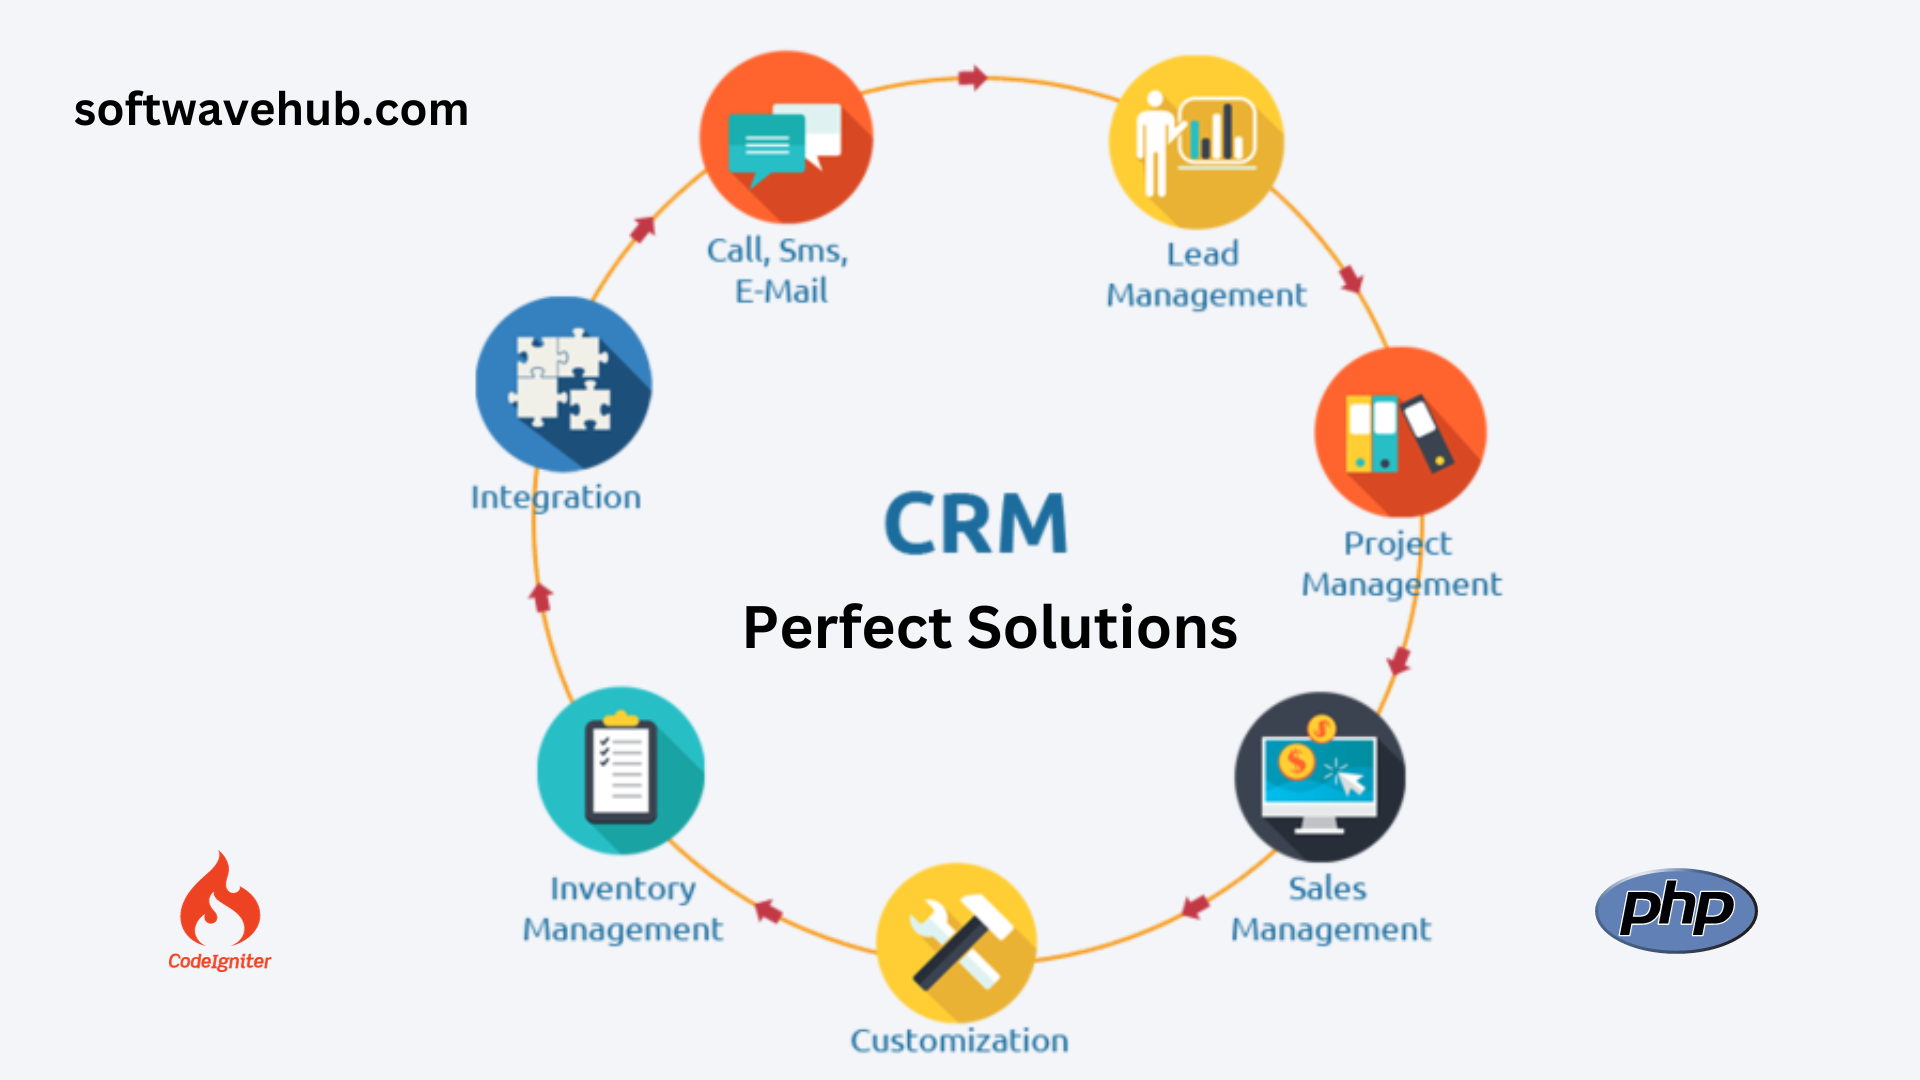 softwavehub.com
Call, Sms,
E-Mail
Lead
Management
Integration
Project
Management
CRM
Perfect Solutions
Inventory
Management
Sales
Management
Customization
CodeIgniter
php